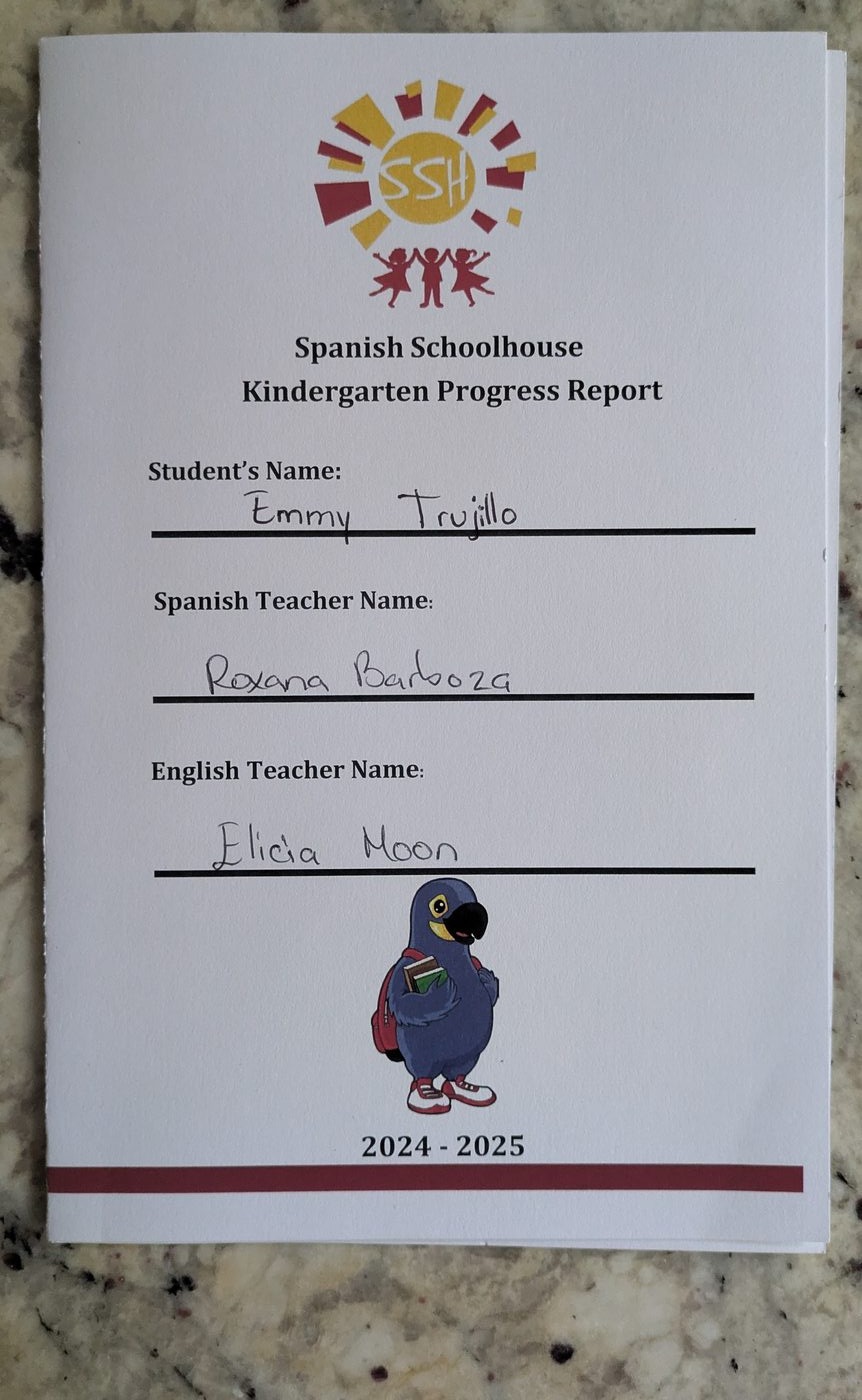 SSH
Spanish Schoolhouse
Kindergarten Progress Report
Student's Name:
Emmy Trujillo
Spanish Teacher Name:
Roxana Barboza
English Teacher Name:
Elicia Moon
2024 - 2025